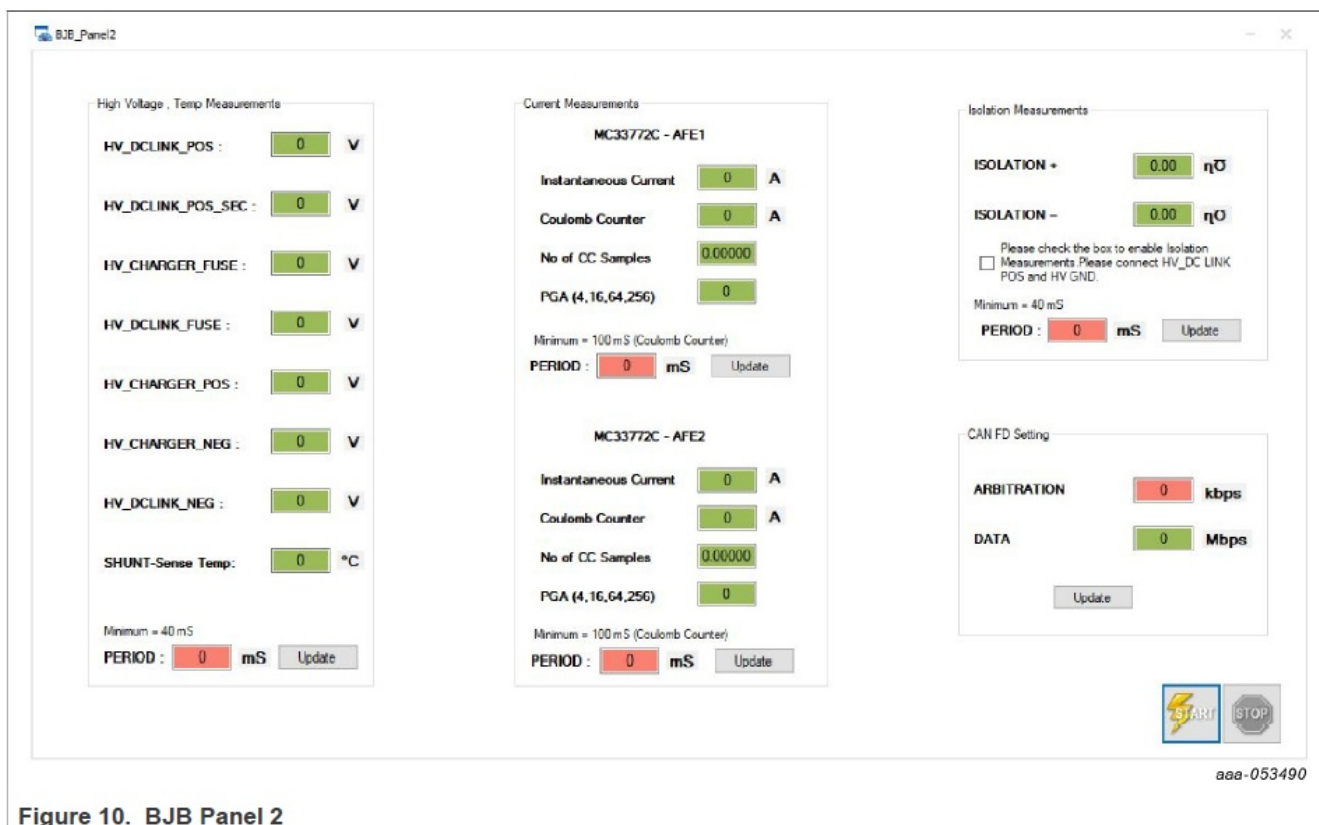 BJB_Panel2
High Voltage , Temp Measurements
HV_DCLINK_POS : 0 V
HV_DCLINK_POS_SEC : 0 V
HV_CHARGER_FUSE : 0 V
HV_DCLINK_FUSE : 0 V
HV_CHARGER_POS : 0 V
HV_CHARGER_NEG : 0 V
HV_DCLINK_NEG : 0 V
SHUNT-Sense Temp: 0 °C
Minimum = 40 mS
PERIOD : 0 mS Update
Current Measurements
MC33772C - AFE1
Instantaneous Current 0 A
Coulomb Counter 0 A
No of CC Samples 0.00000
PGA (4,16,64,256) 0
Minimum = 100 mS (Coulomb Counter)
PERIOD : 0 mS Update
MC33772C - AFE2
Instantaneous Current 0 A
Coulomb Counter 0 A
No of CC Samples 0.00000
PGA (4,16,64,256) 0
Minimum = 100 mS (Coulomb Counter)
PERIOD : 0 mS Update
Isolation Measurements
ISOLATION + 0.00 η℧
ISOLATION – 0.00 η℧
Please check the box to enable Isolation
Measurements.Please connect HV_DC LINK
POS and HV GND.
Minimum = 40 mS
PERIOD : 0 mS Update
CAN FD Setting
ARBITRATION 0 kbps
DATA 0 Mbps
Update
START STOP
aaa-053490
Figure 10. BJB Panel 2